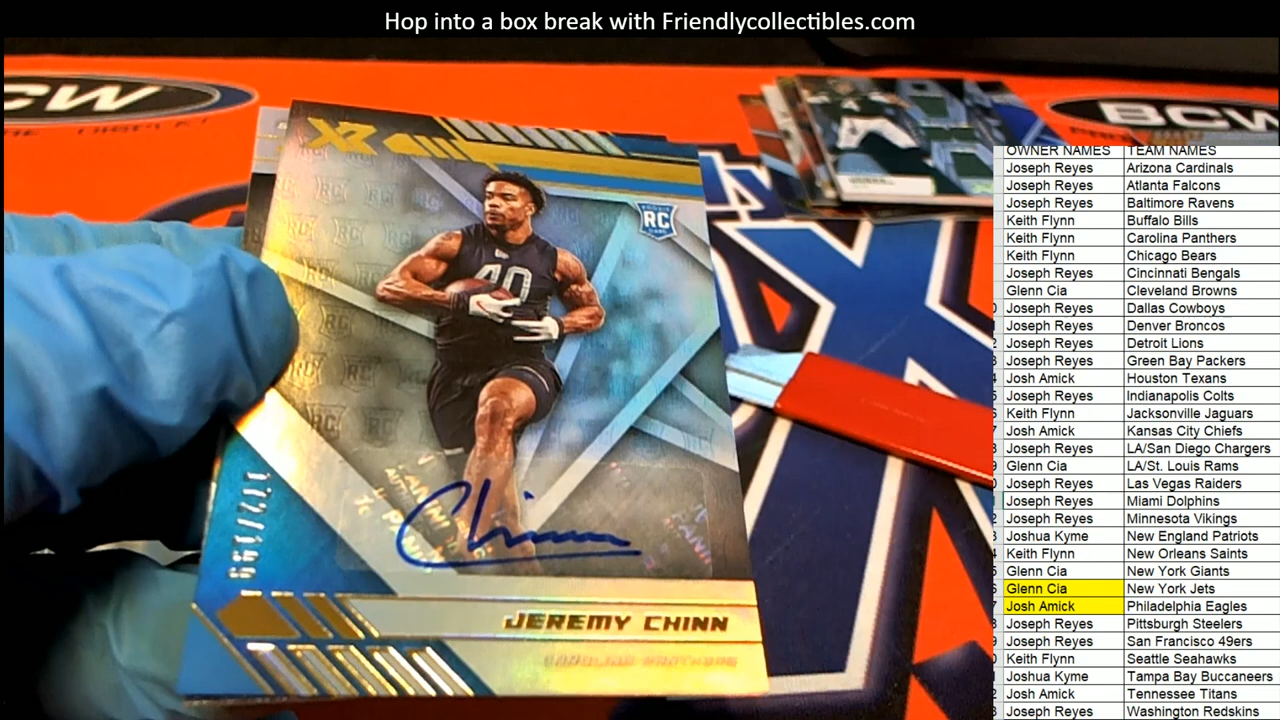 Hop into a box break with Friendlycollectibles.com
BCW
XR
RC
40
172/199
Chinn
JEREMY CHINN
CAROLINA PANTHERS
OWNER NAMES TEAM NAMES
Joseph Reyes Arizona Cardinals
Joseph Reyes Atlanta Falcons
Joseph Reyes Baltimore Ravens
Keith Flynn Buffalo Bills
Keith Flynn Carolina Panthers
Keith Flynn Chicago Bears
Joseph Reyes Cincinnati Bengals
Glenn Cia Cleveland Browns
Joseph Reyes Dallas Cowboys
Joseph Reyes Denver Broncos
Joseph Reyes Detroit Lions
Joseph Reyes Green Bay Packers
Josh Amick Houston Texans
Joseph Reyes Indianapolis Colts
Keith Flynn Jacksonville Jaguars
Josh Amick Kansas City Chiefs
Joseph Reyes LA/San Diego Chargers
Glenn Cia LA/St. Louis Rams
Joseph Reyes Las Vegas Raiders
Joseph Reyes Miami Dolphins
Joseph Reyes Minnesota Vikings
Joshua Kyme New England Patriots
Keith Flynn New Orleans Saints
Glenn Cia New York Giants
Glenn Cia New York Jets
Josh Amick Philadelphia Eagles
Joseph Reyes Pittsburgh Steelers
Joseph Reyes San Francisco 49ers
Keith Flynn Seattle Seahawks
Joshua Kyme Tampa Bay Buccaneers
Josh Amick Tennessee Titans
Joseph Reyes Washington Redskins